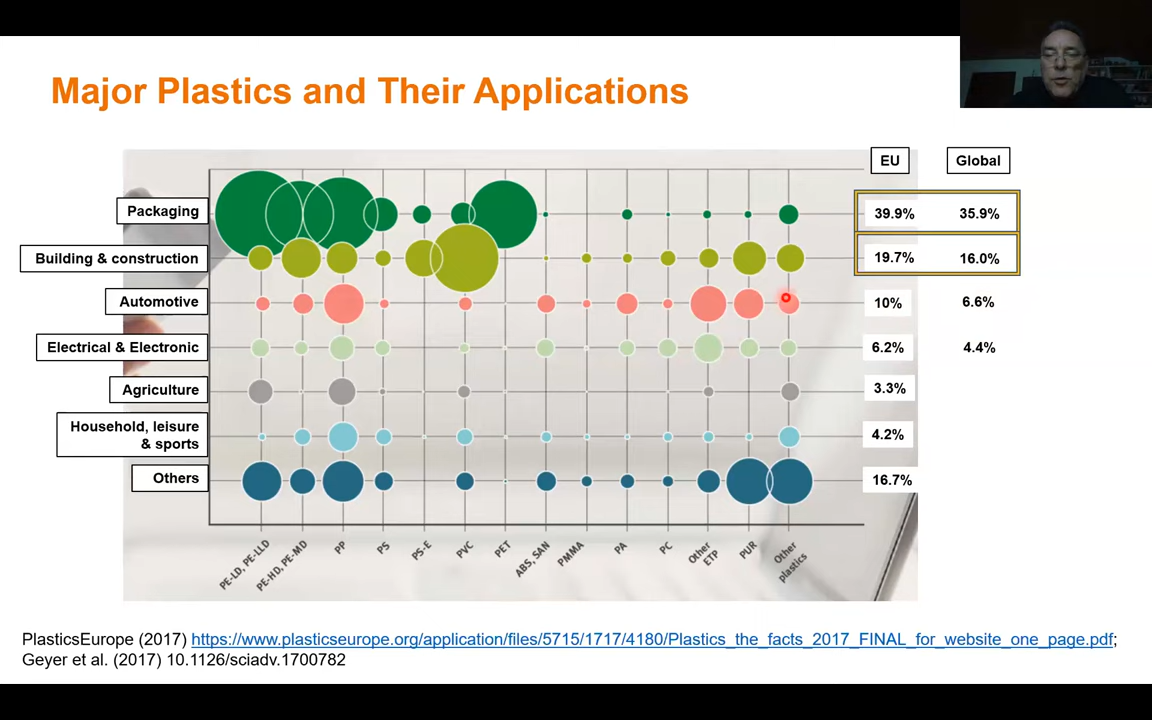 Major Plastics and Their Applications
EU
Global
Packaging
39.9%
35.9%
Building & construction
19.7%
16.0%
Automotive
10%
6.6%
Electrical & Electronic
6.2%
4.4%
Agriculture
3.3%
Household, leisure
& sports
4.2%
Others
16.7%
PE-LD, PE-LLD
PE-HD, PE-MD
PP
PS
PS-E
PVC
PET
ABS, SAN
PMMA
PA
PC
Other
ETP
PUR
Other
plastics
PlasticsEurope (2017) https://www.plasticseurope.org/application/files/5715/1717/4180/Plastics_the_facts_2017_FINAL_for_website_one_page.pdf;
Geyer et al. (2017) 10.1126/sciadv.1700782